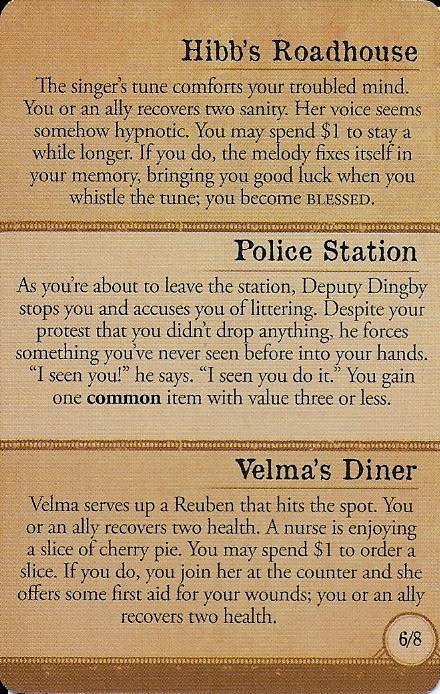 Hibb's Roadhouse
The singer's tune comforts your troubled mind.
You or an ally recovers two sanity. Her voice seems
somehow hypnotic. You may spend $1 to stay a
while longer. If you do, the melody fixes itself in
your memory, bringing you good luck when you
whistle the tune; you become BLESSED.
Police Station
As you're about to leave the station, Deputy Dingby
stops you and accuses you of littering. Despite your
protest that you didn't drop anything, he forces
something you've never seen before into your hands.
“I seen you!” he says. “I seen you do it.” You gain
one common item with value three or less.
Velma's Diner
Velma serves up a Reuben that hits the spot. You
or an ally recovers two health. A nurse is enjoying
a slice of cherry pie. You may spend $1 to order a
slice. If you do, you join her at the counter and she
offers some first aid for your wounds; you or an ally
recovers two health.
6/8